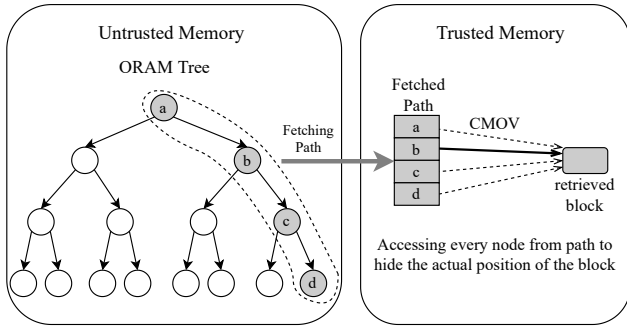 Untrusted Memory
ORAM Tree
a
b
c
d
Fetching
Path
Trusted Memory
Fetched
Path
a
b
c
d
CMOV
retrieved
block
Accessing every node from path to
hide the actual position of the block